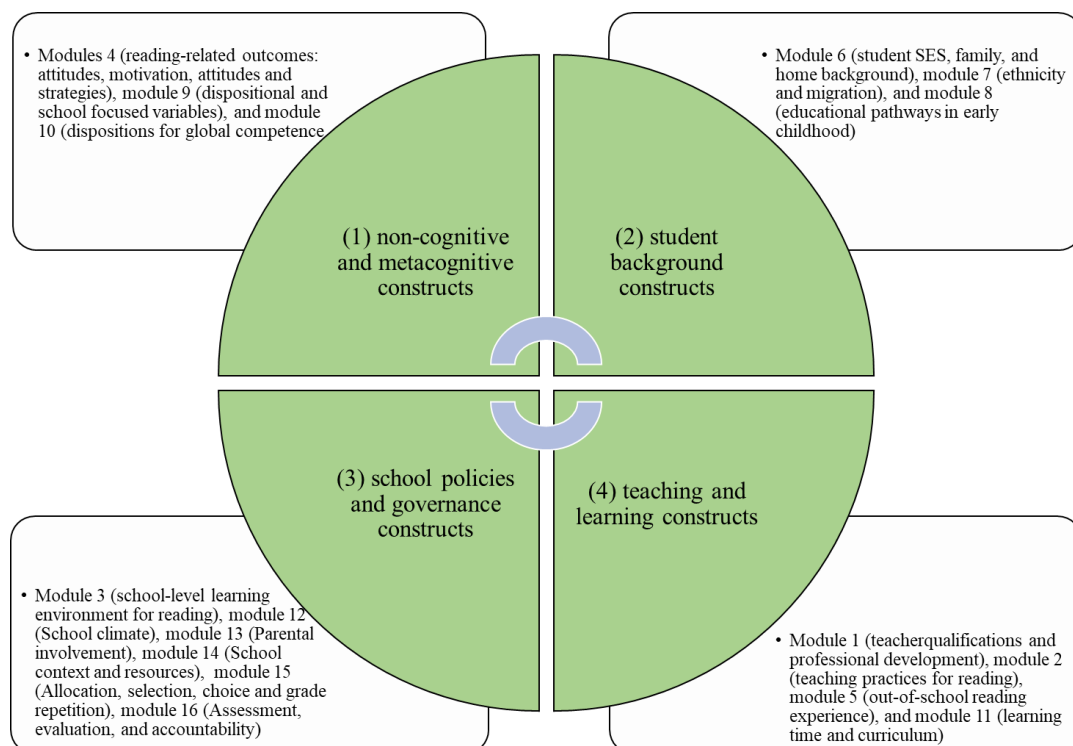 • Modules 4 (reading-related outcomes:
attitudes, motivation, attitudes and
strategies), module 9 (dispositional and
school focused variables), and module
10 (dispositions for global competence
• Module 6 (student SES, family, and
home background), module 7 (ethnicity
and migration), and module 8
(educational pathways in early
childhood)
(1) non-cognitive
and metacognitive
constructs
(2) student
background
constructs
(3) school policies
and governance
constructs
(4) teaching and
learning constructs
• Module 3 (school-level learning
environment for reading), module 12
(School climate), module 13 (Parental
involvement), module 14 (School
context and resources), module 15
(Allocation, selection, choice and grade
repetition), module 16 (Assessment,
evaluation, and accountability)
• Module 1 (teacherqualifications and
professional development), module 2
(teaching practices for reading),
module 5 (out-of-school reading
experience), and module 11 (learning
time and curriculum)